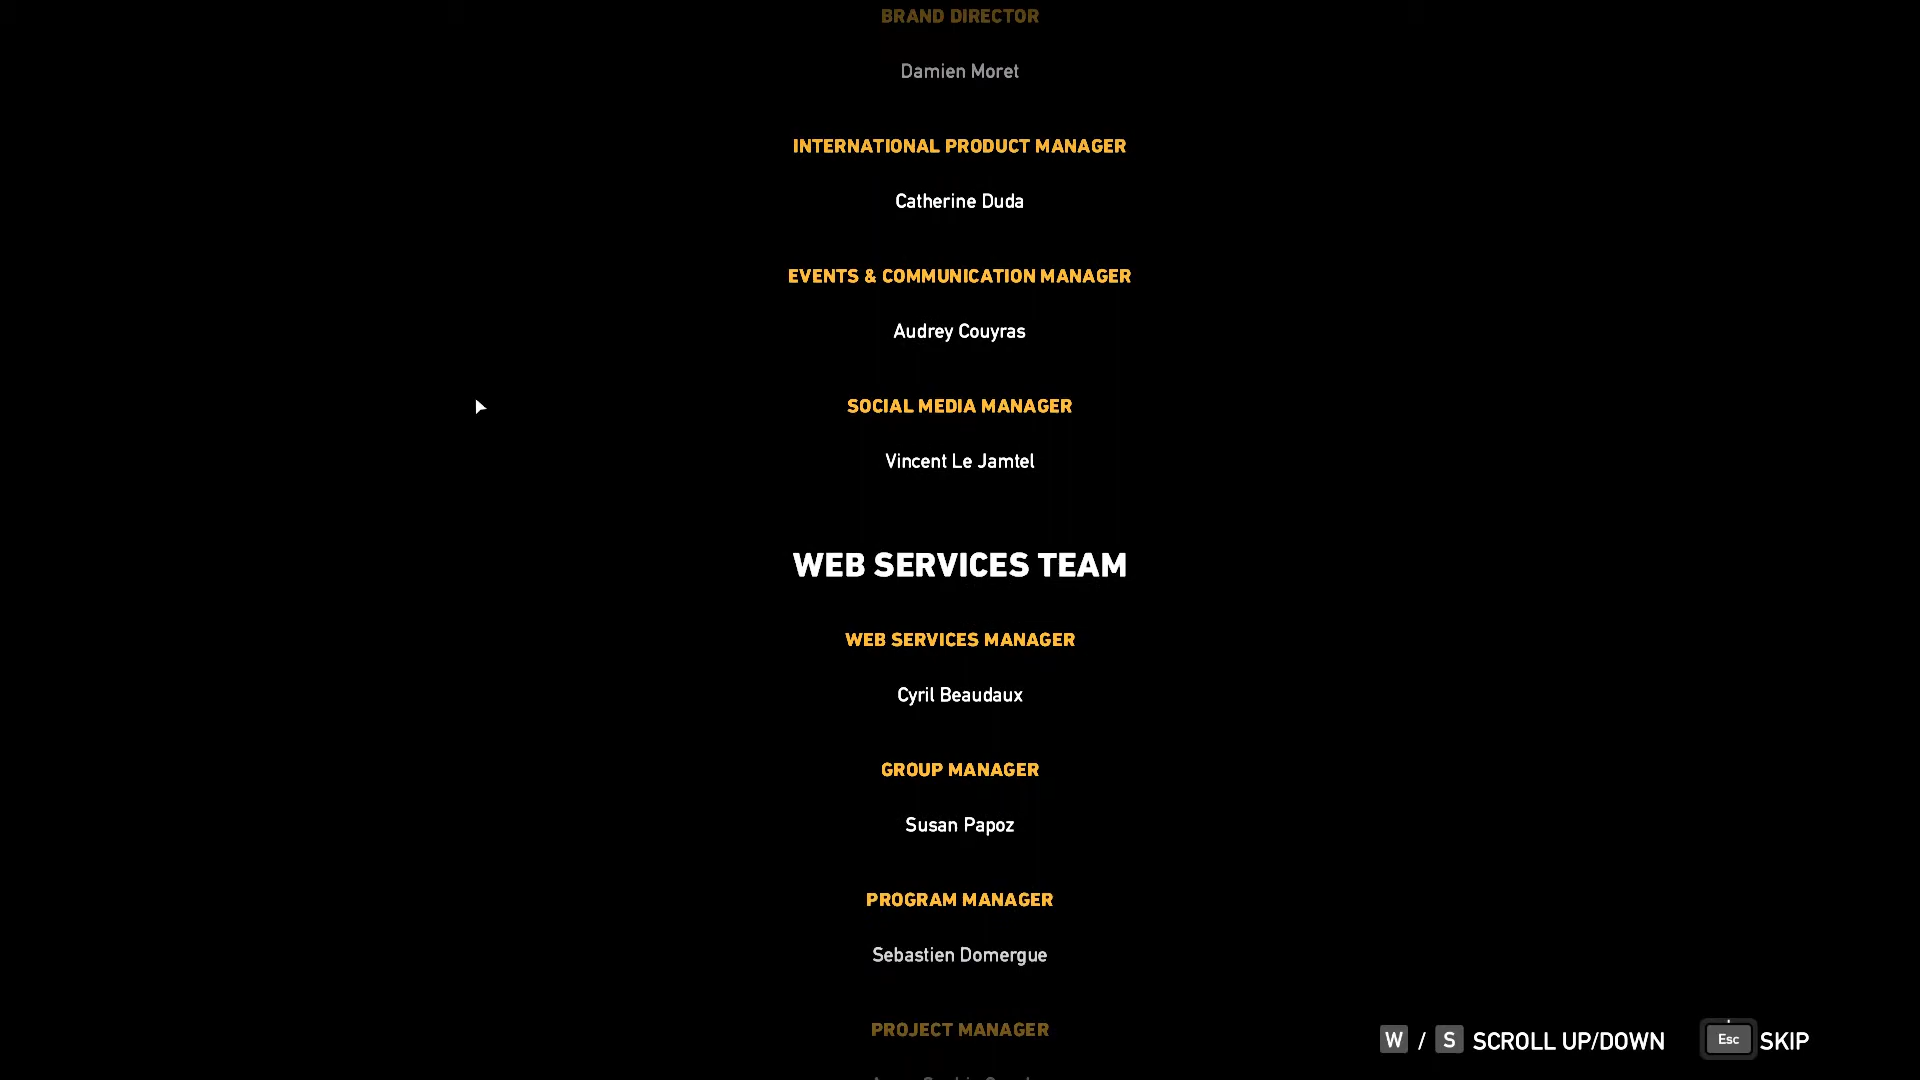 BRAND DIRECTOR
Damien Moret
INTERNATIONAL PRODUCT MANAGER
Catherine Duda
EVENTS & COMMUNICATION MANAGER
Audrey Couyras
SOCIAL MEDIA MANAGER
Vincent Le Jamtel
WEB SERVICES TEAM
WEB SERVICES MANAGER
Cyril Beaudaux
GROUP MANAGER
Susan Papoz
PROGRAM MANAGER
Sebastien Domergue
PROJECT MANAGER
W / S SCROLL UP/DOWN Esc SKIP